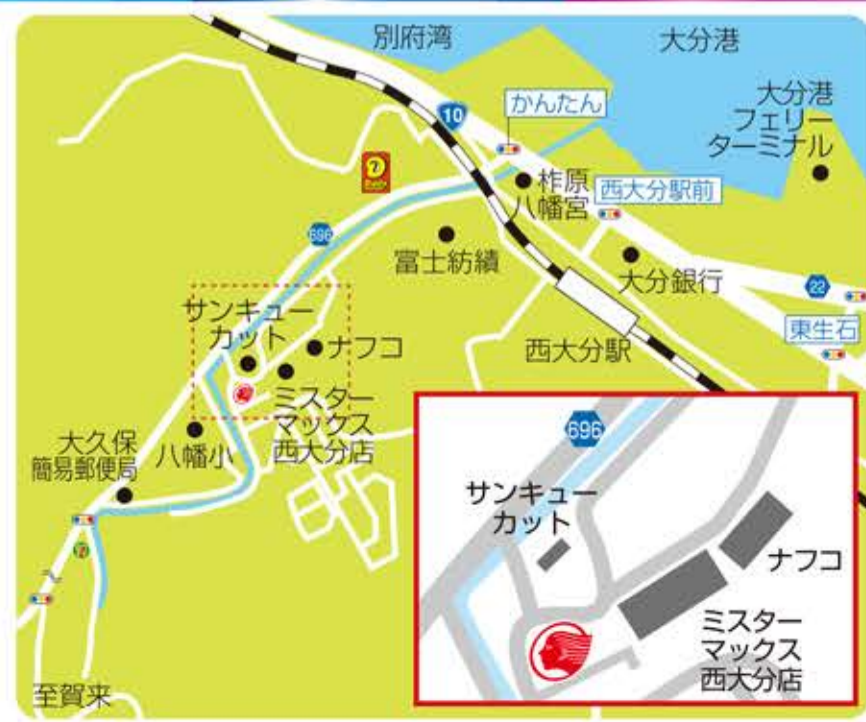 別府湾
大分港
大分港
フェリー
ターミナル
10
かんたん
柞原
八幡宮
西大分駅前
696
富士紡績
大分銀行
22
東生石
西大分駅
サンキュー
カット
ナフコ
ミスター
マックス
西大分店
八幡小
大久保
簡易郵便局
至賀来
696
サンキュー
カット
ナフコ
ミスター
マックス
西大分店